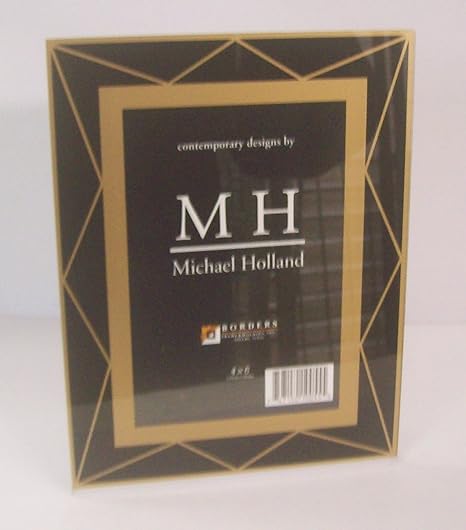 contemporary designs by
M H
Michael Holland
BORDERS
4x6